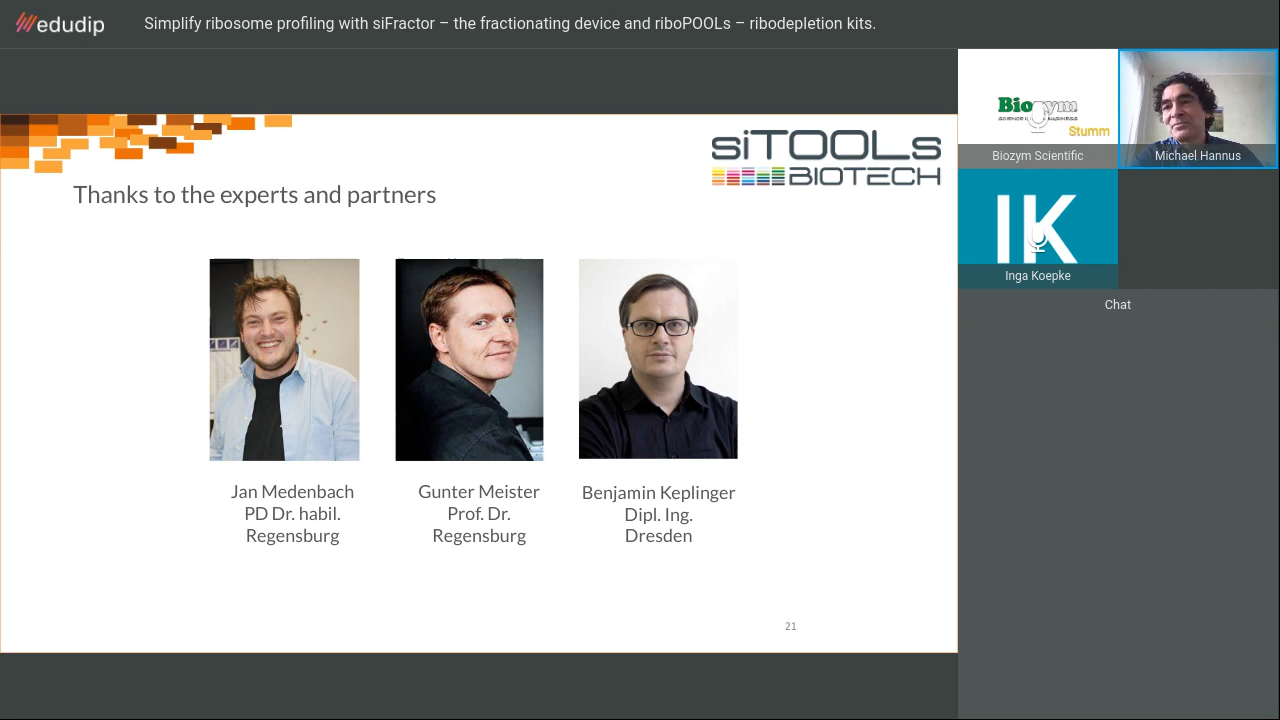 edudip
Simplify ribosome profiling with siFractor – the fractionating device and riboPOOLs – ribodepletion kits.
siTOOLs
BIOTECH
Thanks to the experts and partners
Jan Medenbach
PD Dr. habil.
Regensburg
Gunter Meister
Prof. Dr.
Regensburg
Benjamin Keplinger
Dipl. Ing.
Dresden
21
Biozym
Stumm
Biozym Scientific
Michael Hannus
IK
Inga Koepke
Chat